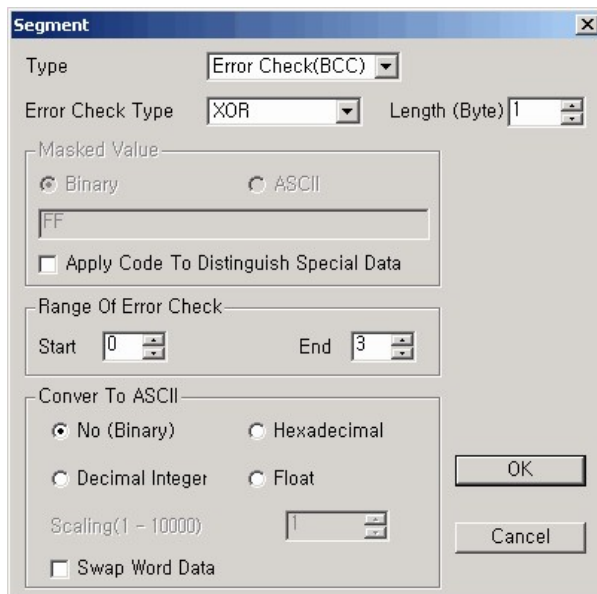 Segment
Type Error Check(BCC)
Error Check Type XOR Length (Byte) 1
Masked Value
Binary ASCII
FF
Apply Code To Distinguish Special Data
Range Of Error Check
Start 0 End 3
Conver To ASCII
No (Binary) Hexadecimal
Decimal Integer Float
Scaling(1 - 10000) 1
Swap Word Data
OK
Cancel